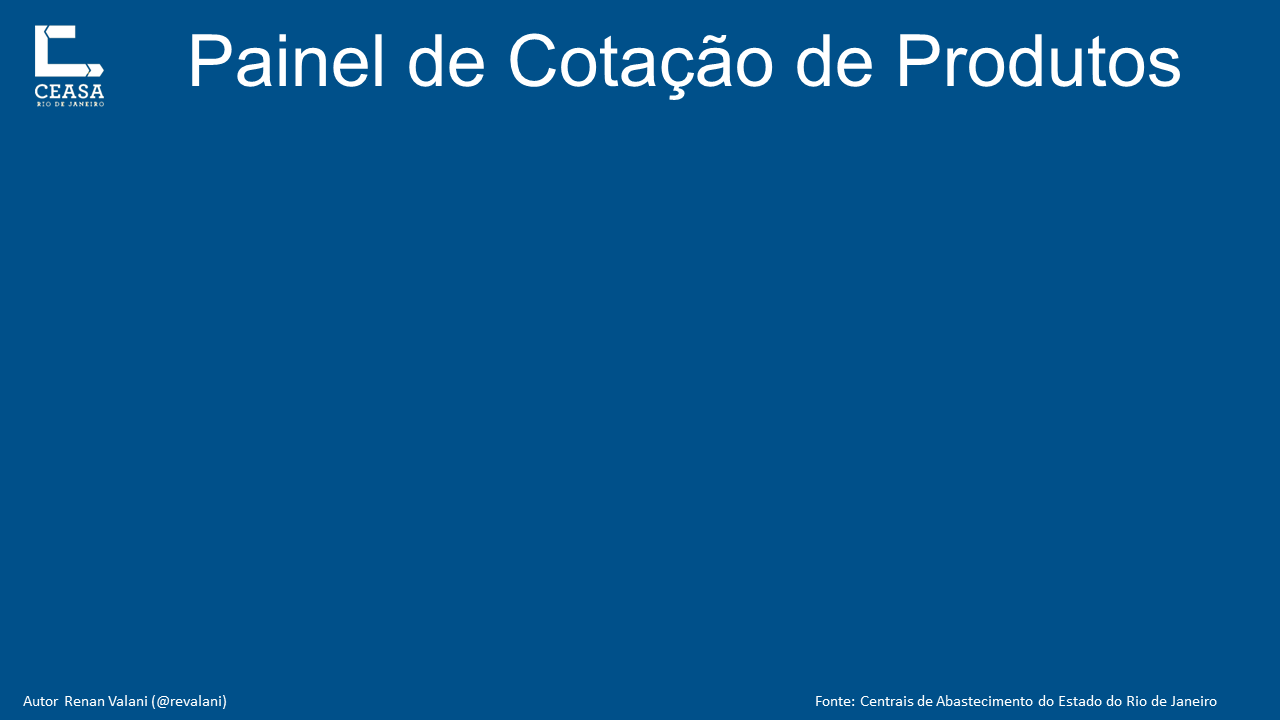 Painel de Cotação de Produtos
CEASA
RIO DE JANEIRO
Autor Renan Valani (@revalani)
Fonte: Centrais de Abastecimento do Estado do Rio de Janeiro